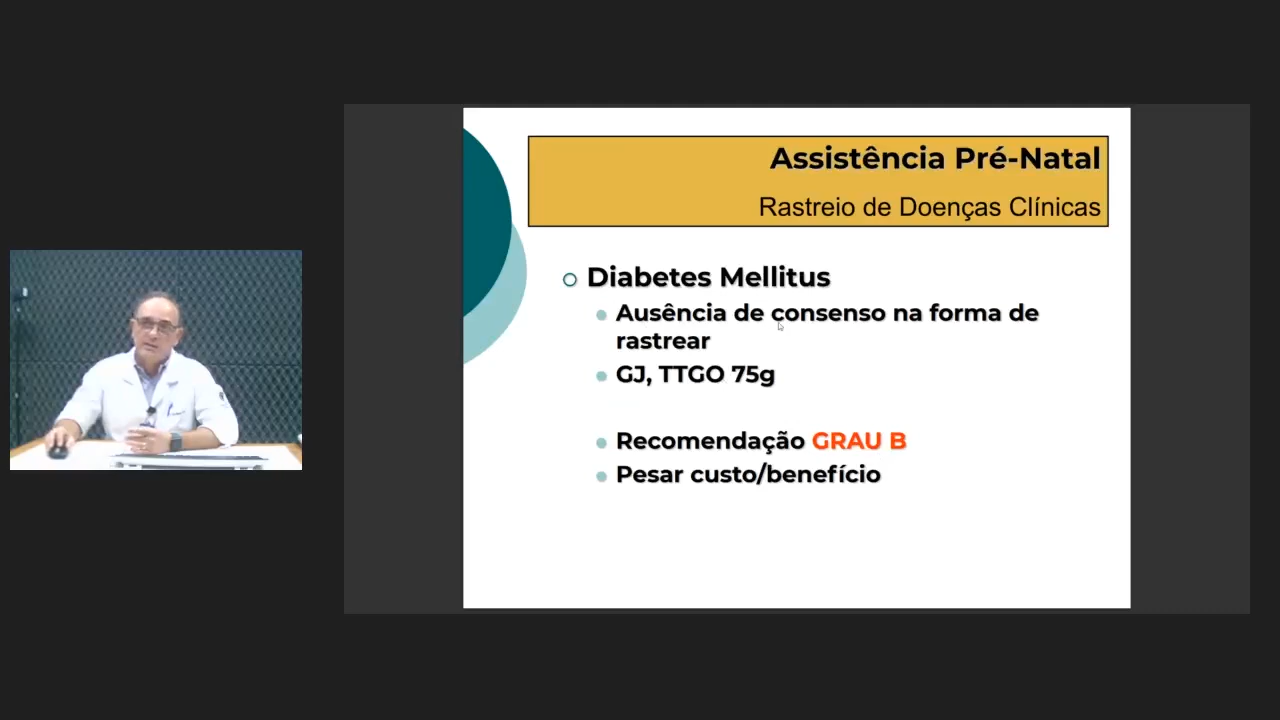 Assistência Pré-Natal
Rastreio de Doenças Clínicas
Diabetes Mellitus
Ausência de consenso na forma de
rastrear
GJ, TTGO 75g
Recomendação GRAU B
Pesar custo/benefício